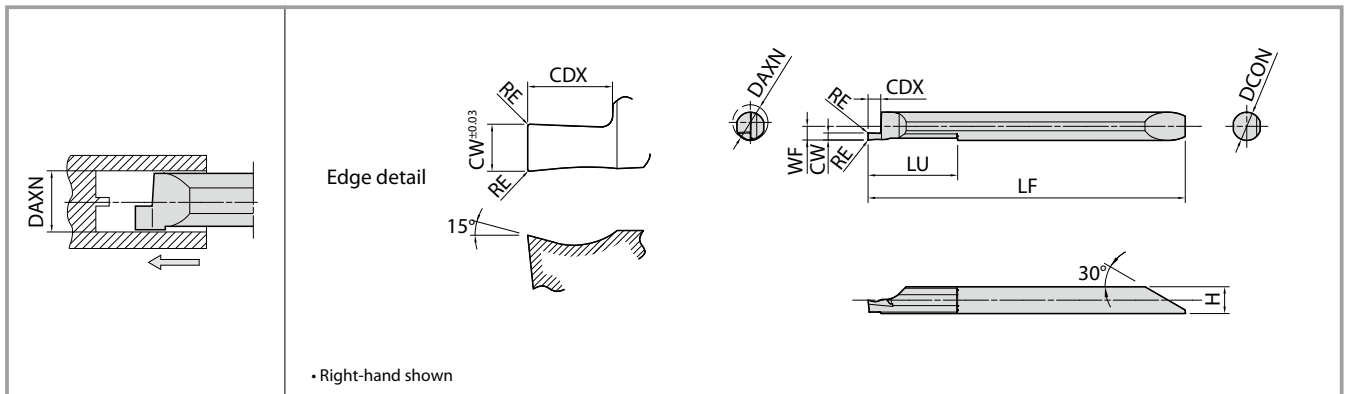 DAXN
Edge detail
CDX
RE
CW±0.03
RE
15°
DAXN
RE
CDX
WF
CW
RE
LU
LF
DCON
30°
H
• Right-hand shown